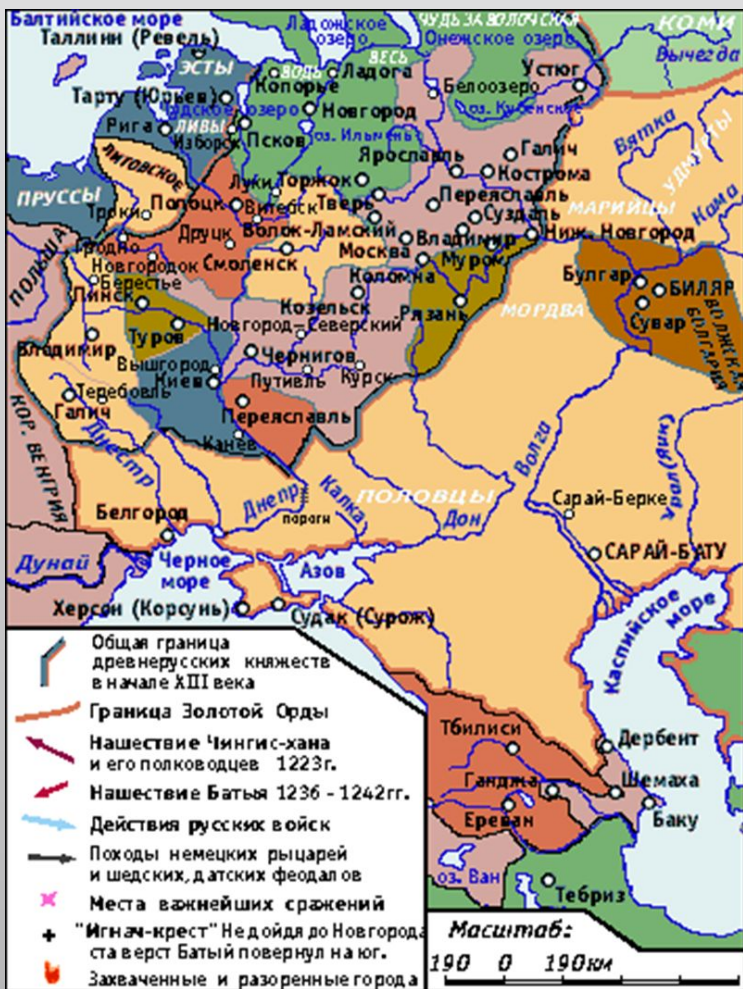 Балтийское море
Таллинн (Ревель)
Ладожское
озеро
ЧУДЬ ЗАВОЛОЧСКАЯ
Онежское озеро
КОМИ
Вычегда
ЭСТЫ
ВОДЬ
ВЕСЬ
Копорье
Ладога
Белоозеро
Устюг
Тарту (Юрьев)
Чудское озеро
Новгород
оз. Кубенское
Рига
ЛИВЫ
Изборск
Псков
оз. Ильмень
Вятка
УДМУРТЫ
Ярославль
Галич
Кострома
ЛИТОВСКОЕ
Луки
Торжок
Переяславль
МАРИЙЦЫ
Кама
ПРУССЫ
Троки
Полоцк
Витебск
Тверь
Суздаль
Друцк
Волок-Ламский
Владимир
Ниж. Новгород
ПОЛЬША
Гродно
Новгородок
Смоленск
Москва
Муром
Коломна
Булгар
БИЛЯР
Берестье
Пинск
Козельск
Рязань
МОРДВА
Сувар
ВОЛЖСКАЯ
БОЛГАРИЯ
Туров
Новгород-Северский
Владимир
Вышгород
Чернигов
Киев
Путивль
Курск
Теребовль
Галич
Переяславль
КОР. ВЕНГРИЯ
Днестр
Канев
Волга
Урал(Яик)
Днепр
Калка
ПОЛОВЦЫ
Дон
Сарай-Берке
пороги
Белгород
САРАЙ-БАТУ
Дунай
Черное
море
Азов
Херсон (Корсунь)
Судак (Сурож)
Каспийское
море
Общая граница
древнерусских княжеств
в начале XIII века
Граница Золотой Орды
Нашествие Чингис-хана
и его полководцев 1223г.
Нашествие Батыя 1236 - 1242гг.
Действия русских войск
Походы немецких рыцарей
и шедских, датских феодалов
Места важнейших сражений
"Игнач-крест" Не дойдя до Новгорода
ста верст Батый повернул на юг.
Захваченные и разоренные города
Тбилиси
Дербент
Ганджа
Шемаха
Ереван
Баку
оз. Ван
Тебриз
Масштаб:
190 0 190км